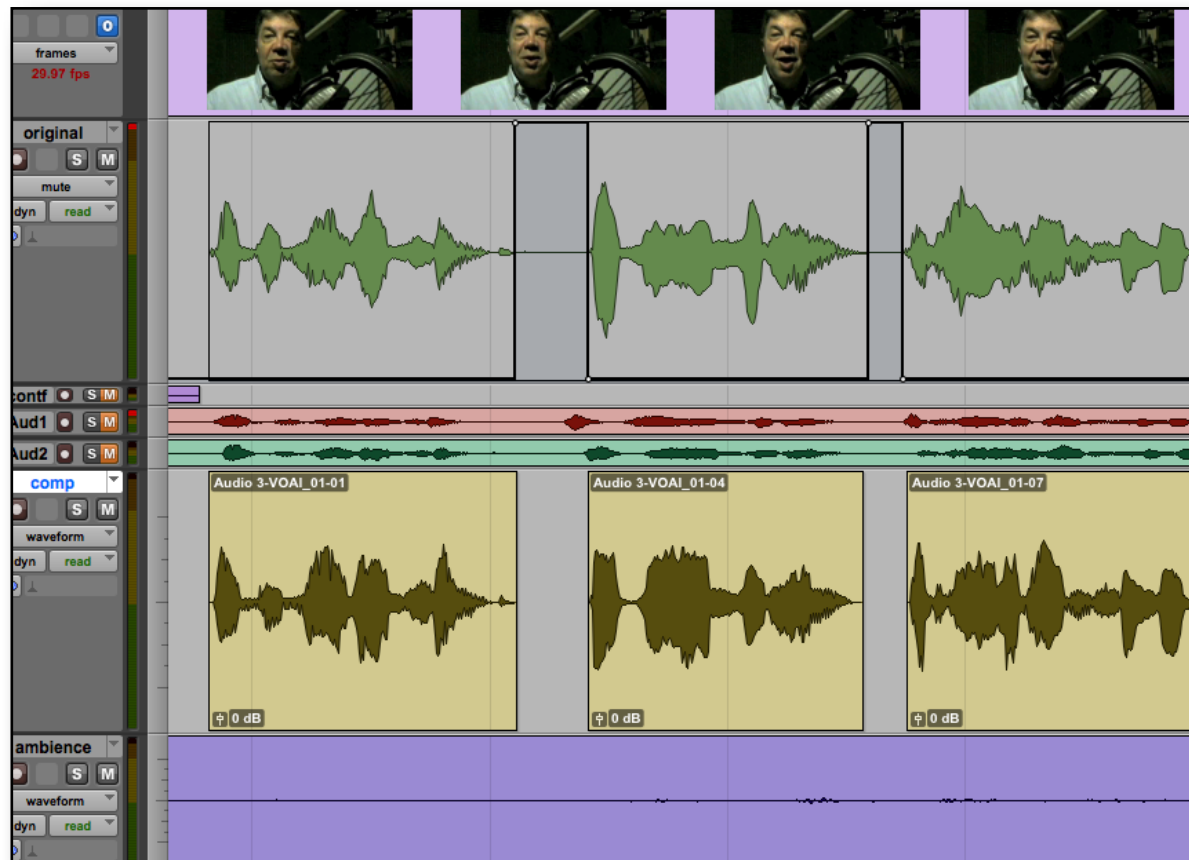 O
frames
29.97 fps
original
S M
mute
dyn read
contf S M
Aud1 S M
Aud2 S M
comp
S M
waveform
dyn read
Audio 3-VOAI_01-01
0 dB
Audio 3-VOAI_01-04
0 dB
Audio 3-VOAI_01-07
0 dB
ambience
S M
waveform
dyn read